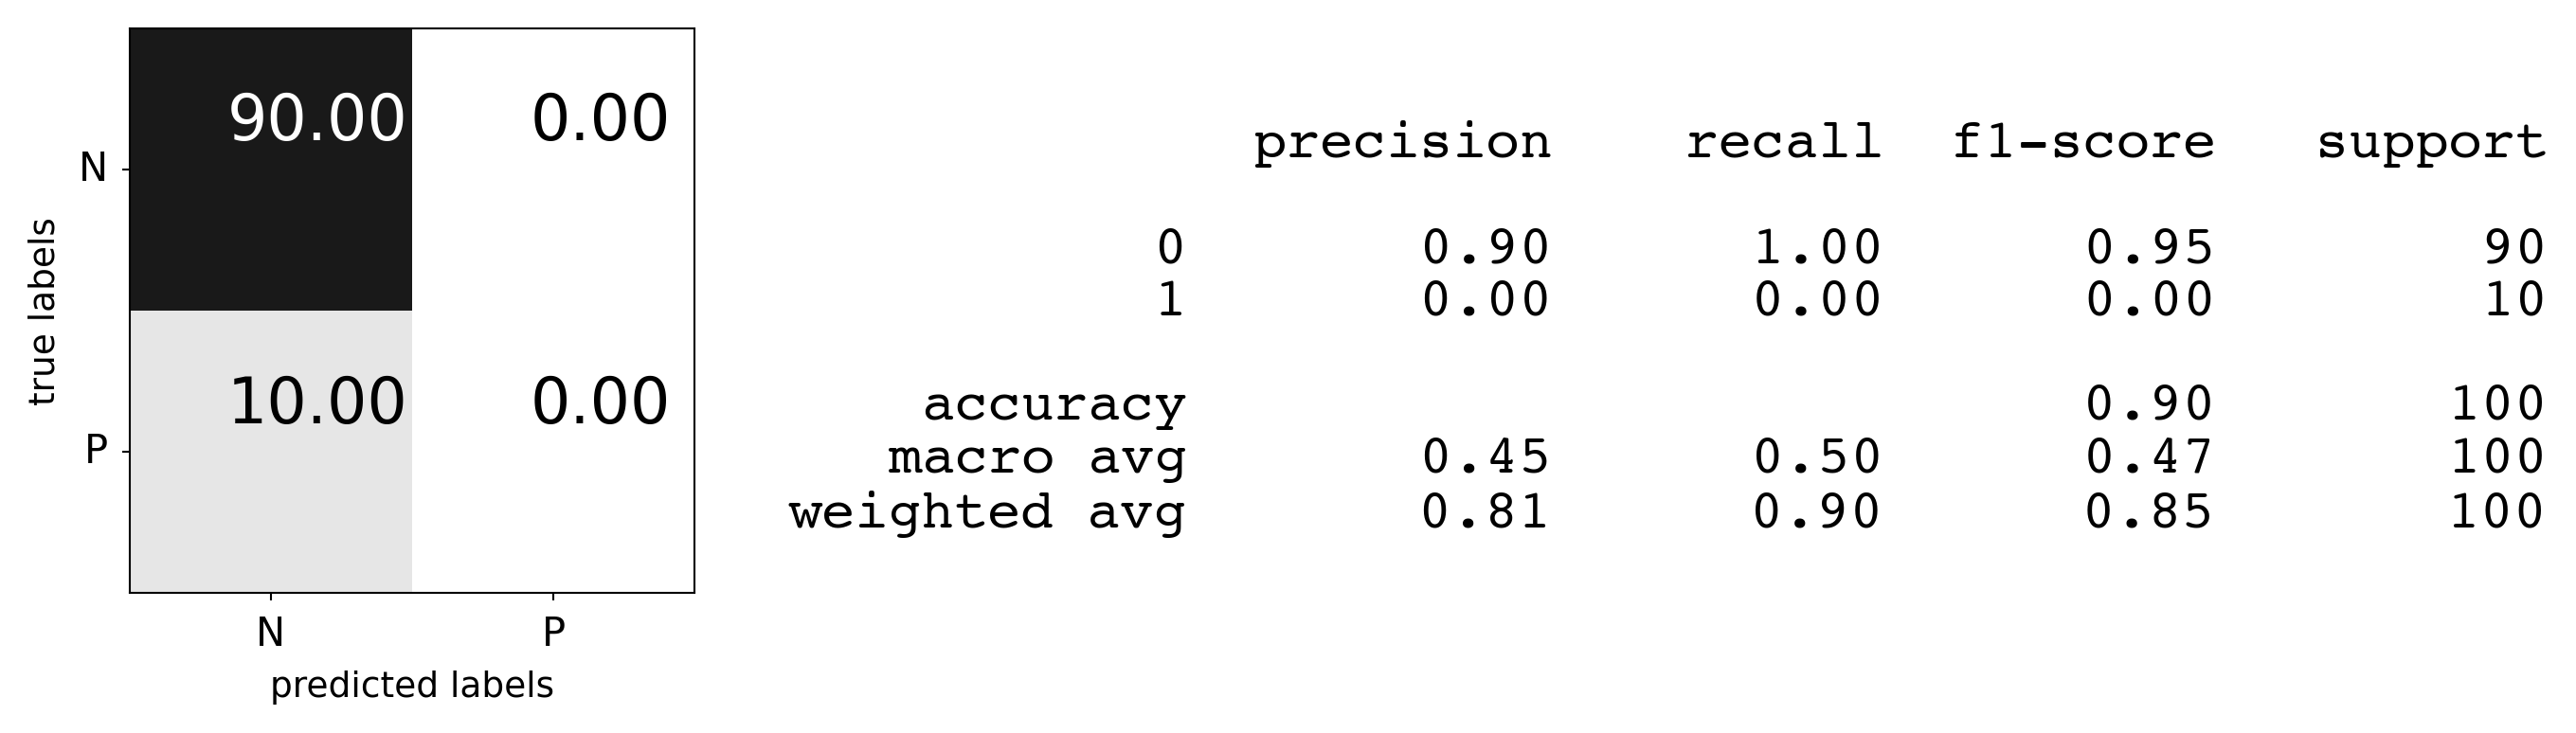 90.00 0.00
N
true labels
10.00 0.00
P
N P
predicted labels
precision recall f1-score support
0 0.90 1.00 0.95 90
1 0.00 0.00 0.00 10
accuracy 0.90 100
macro avg 0.45 0.50 0.47 100
weighted avg 0.81 0.90 0.85 100